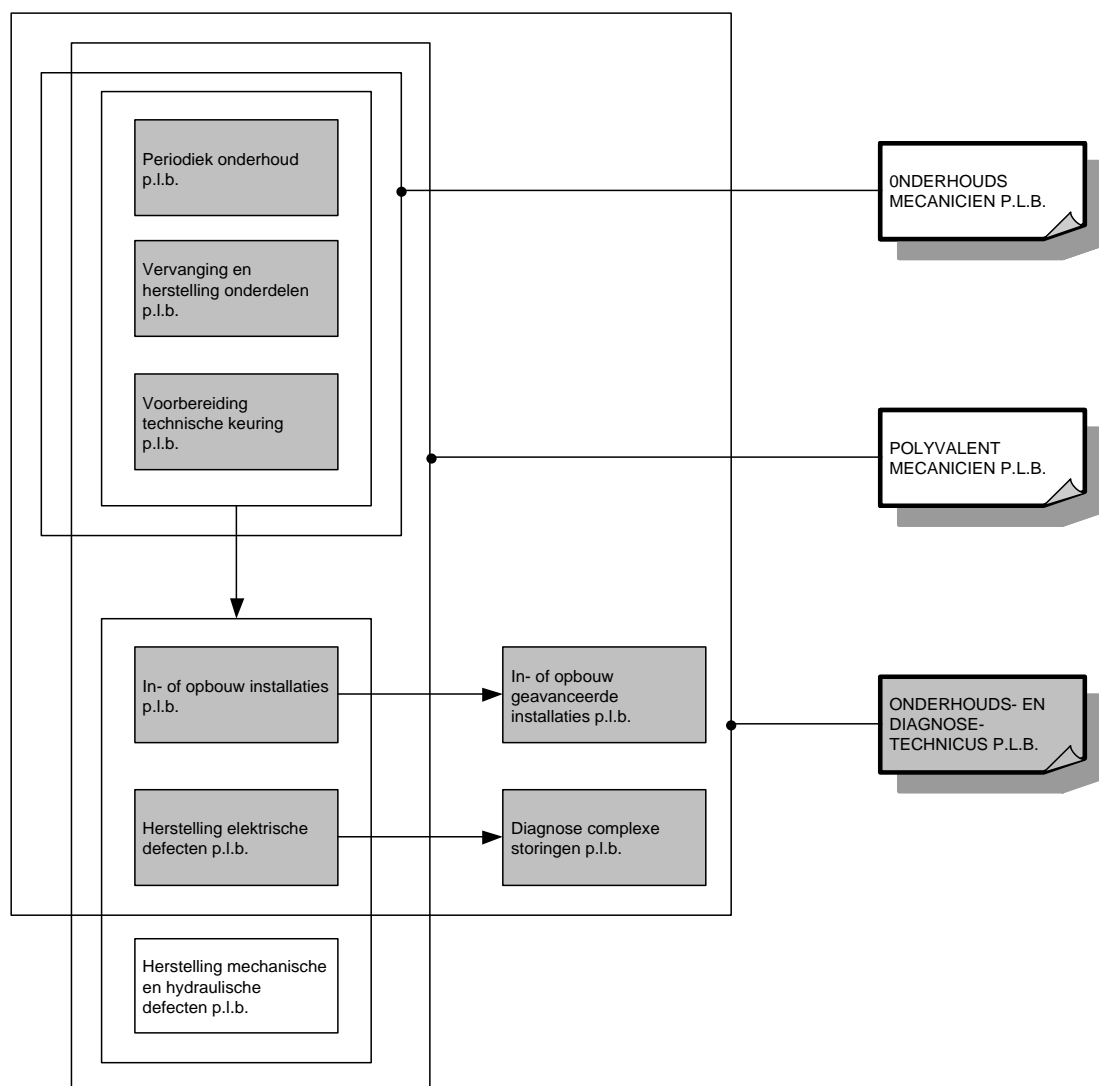 Periodiek onderhoud
p.l.b.
Vervanging en
herstelling onderdelen
p.l.b.
Voorbereiding
technische keuring
p.l.b.
In- of opbouw installaties
p.l.b.
Herstelling elektrische
defecten p.l.b.
Herstelling mechanische
en hydraulische
defecten p.l.b.
In- of opbouw
geavanceerde
installaties p.l.b.
Diagnose complexe
storingen p.l.b.
0NDERHOUDS
MECANICIEN P.L.B.
POLYVALENT
MECANICIEN P.L.B.
ONDERHOUDS- EN
DIAGNOSE-
TECHNICUS P.L.B.